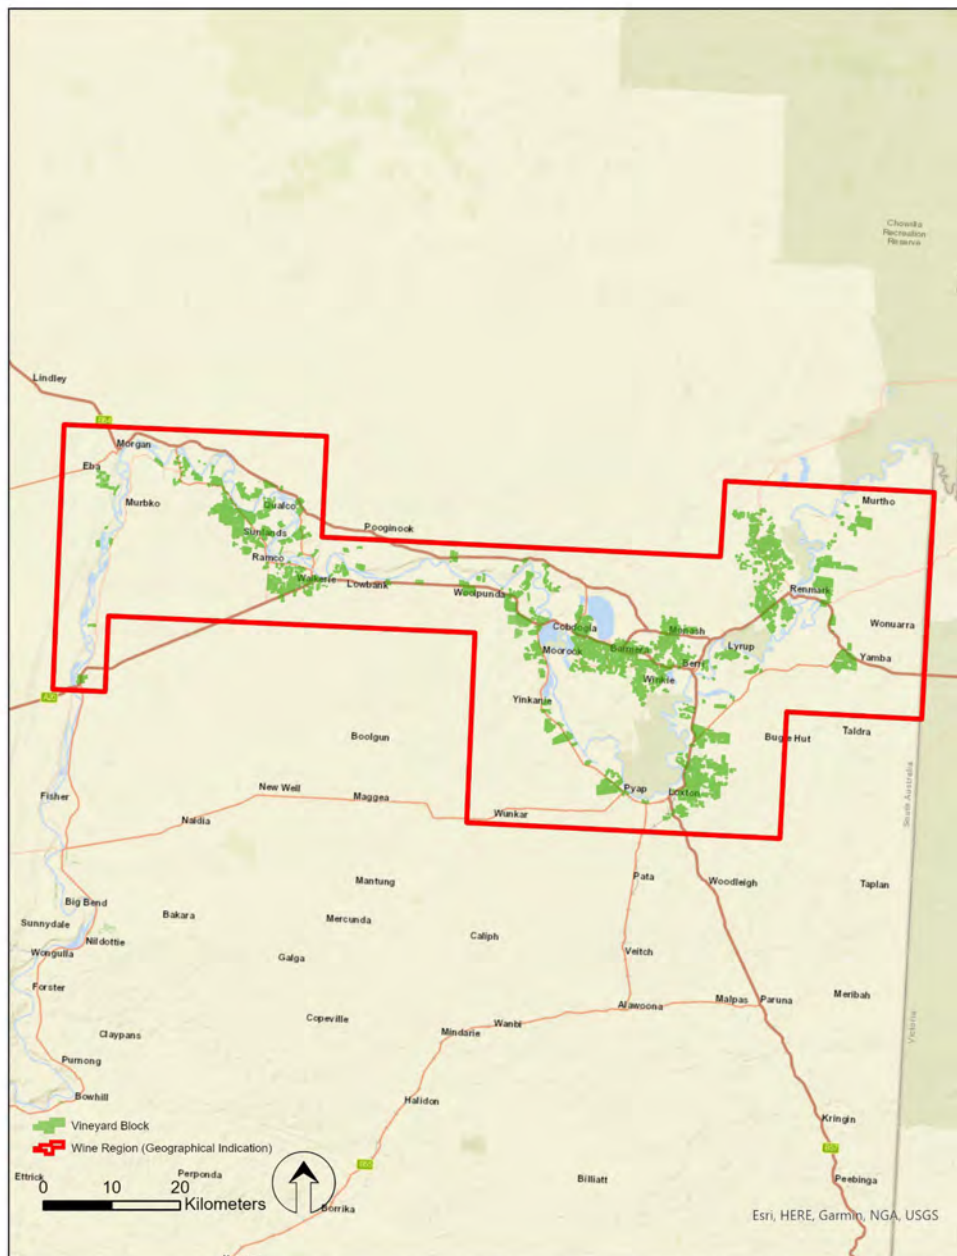 Chowilla
Recreation
Reserve
Lindley
Morgan
Eba
Murbko
Qualco
Sunlands
Ramco
Waikerie
Lowbank
Pooginook
Woolpunda
Murtho
Renmark
Wonuarra
Cobdogla
Monash
Moorook
Barmera
Berri
Lyrup
Yamba
Winkie
Yinkanie
A20
Boolgun
Bugle Hut
Taldra
Fisher
New Well
Maggea
Pyap
Loxton
Wunkar
Naidia
South Australia
Mantung
Pata
Woodleigh
Taplan
Big Bend
Bakara
Mercunda
Sunnydale
Nildottie
Caliph
Wongulla
Galga
Veitch
Forster
Meribah
Malpas
Paruna
Alawoona
Copeville
Wanbi
Mindarie
Claypans
Victoria
Purnong
Bowhill
Halidon
Kringin
Vineyard Block
Wine Region (Geographical Indication)
Ettrick
Perponda
Billiatt
Peebinga
0 10 20
Kilometers
Borrika
Esri, HERE, Garmin, NGA, USGS